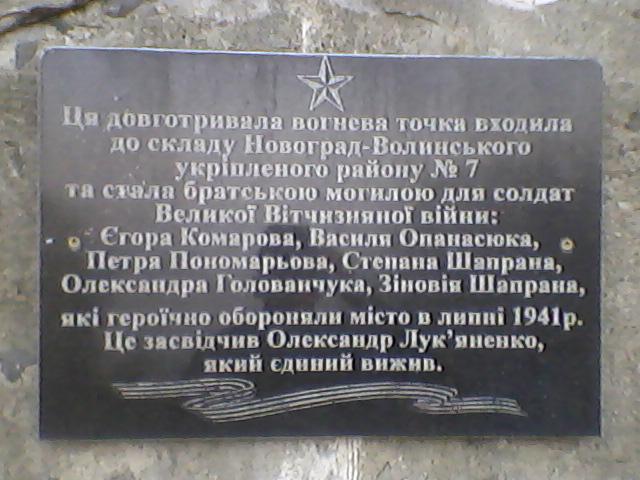 Ця довготривала вогнева точка входила
до складу Новоград-Волинського
укріпленого району № 7
та стала братською могилою для солдат
Великої Вітчизняної війни:
Єгора Комарова, Василя Опанасюка,
Петра Пономарьова, Степана Шапрана,
Олександра Голованчука, Зіновія Шапрана,
які героїчно обороняли місто в липні 1941р.
Це засвідчив Олександр Лук'яненко,
який єдиний вижив.